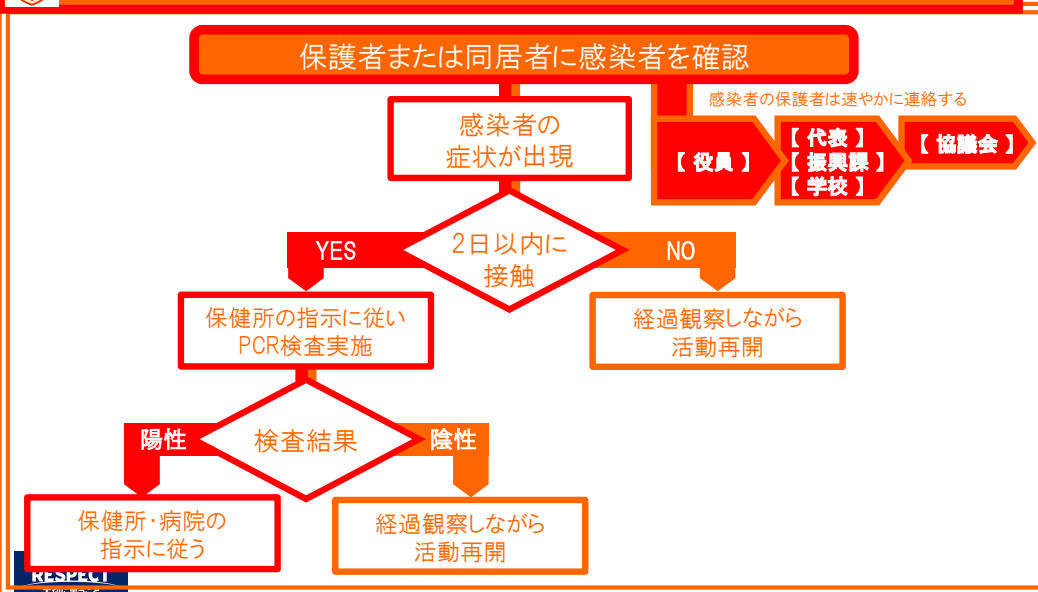 保護者または同居者に感染者を確認
感染者の保護者は速やかに連絡する
感染者の
症状が出現
【 役員 】
【 代表 】
【 振興課 】
【 学校 】
【 協議会 】
2日以内に
接触
YES
NO
保健所の指示に従い
PCR検査実施
経過観察しながら
活動再開
検査結果
陽性
陰性
保健所・病院の
指示に従う
経過観察しながら
活動再開
RESPECT